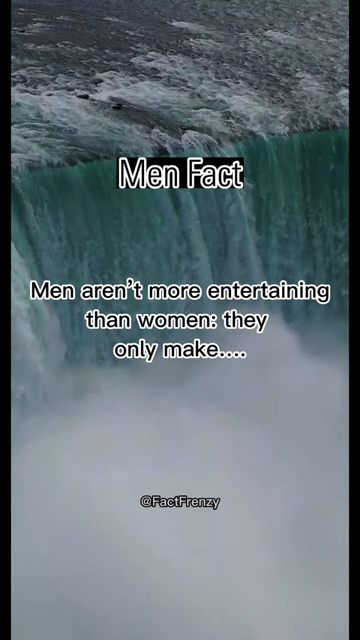 Men Fact
Men aren’t more entertaining
than women: they
only make....
@FactFrenzy